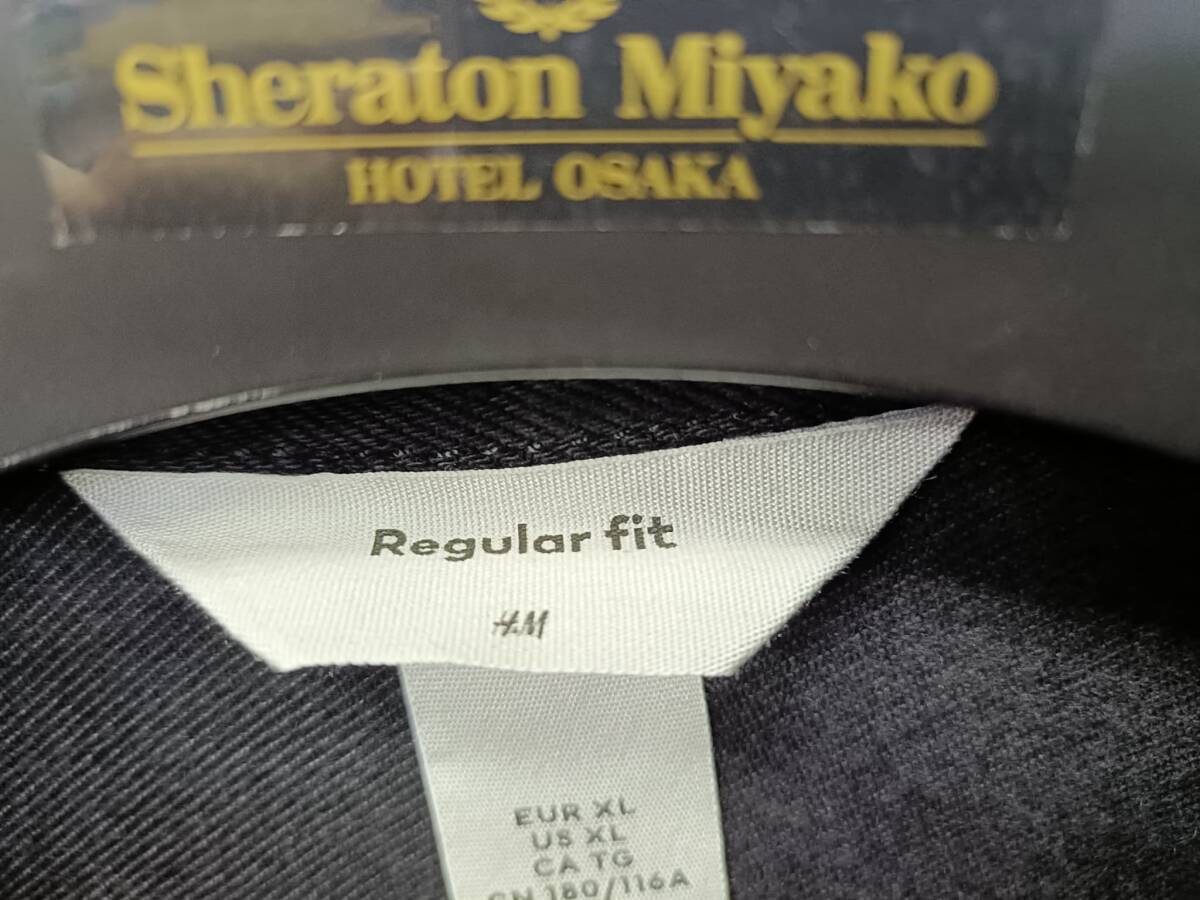 Sheraton Miyako
HOTEL OSAKA
Regular fit
H&M
EUR XL
US XL
CA TG
CN 180/116A